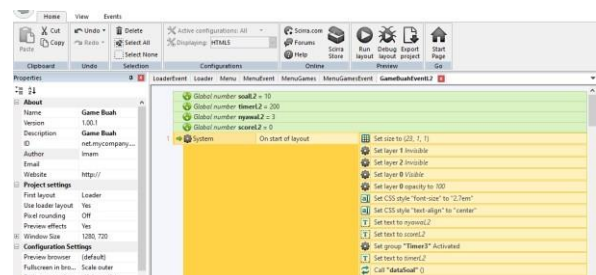 Home View Events
Cut
Copy
Paste
Undo
Redo
Delete
Select All
Select None
Active configurations: All
Displaying: HTML5
Scirra.com
Forums
Help
Scirra Store
Run layout
Debug layout
Export project
Start Page
Clipboard Undo Selection Configurations Online Preview Go
Properties
LoaderEvent Loader Menu MenuEvent MenuGames MenuGamesEvent GameBuahEventL2
About
Name Game Buah
Version 1.00.1
Description Game Buah
ID net.mycompany....
Author Imam
Email
Website http://
Project settings
First layout Loader
Use loader layout Yes
Pixel rounding Off
Preview effects Yes
Window Size 1280, 720
Configuration Settings
Preview browser (default)
Fullscreen in bro... Scale outer
Global number soalL2 = 10
Global number timerL2 = 200
Global number nyawaL2 = 3
Global number scoreL2 = 0
1 System On start of layout
Set size to (23, 1, 1)
Set layer 1 Invisible
Set layer 2 Invisible
Set layer 0 Visible
Set layer 0 opacity to 100
Set CSS style "font-size" to "2.7em"
Set CSS style "text-align" to "center"
Set text to nyawaL2
Set text to scoreL2
Set group "Timer3" Activated
Set text to timerL2
Call "dataSoal" ()